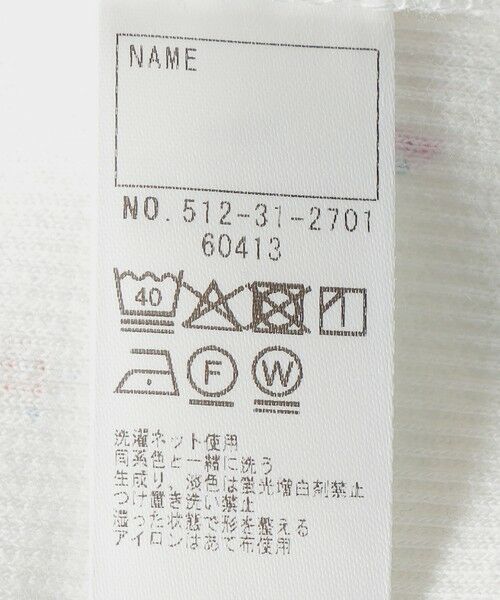 NAME
NO. 512-31-2701
60413
40
F W
洗濯ネット使用
同系色と一緒に洗う
生成り、淡色は蛍光増白剤禁止
つけ置き洗い禁止
湿った状態で形を整える
アイロンはあて布使用